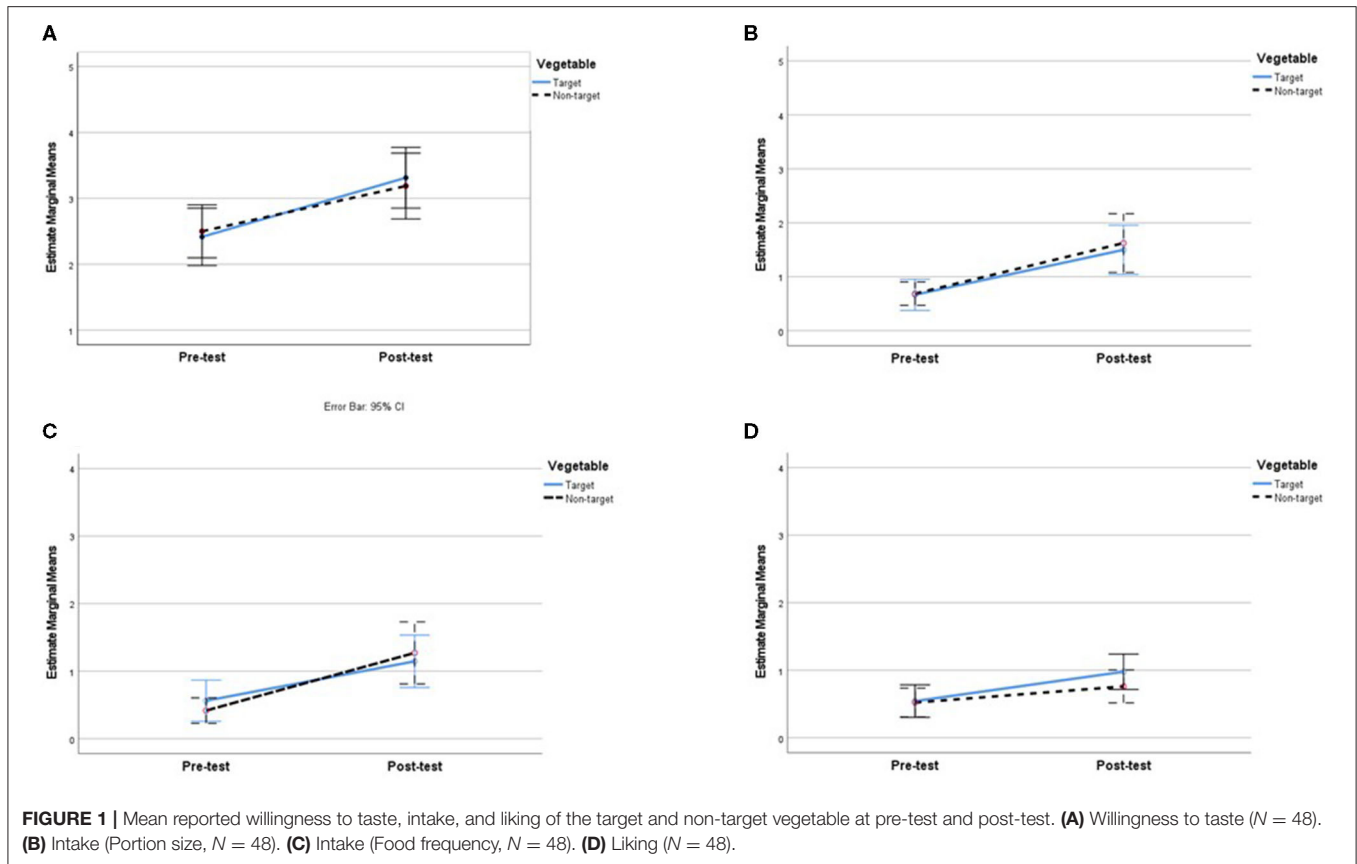 A
Estimate Marginal Means
5
4
3
2
1
Pre-test
Post-test
Vegetable
Target
Non-target
Error Bar: 95% CI
B
Estimate Marginal Means
5
4
3
2
1
0
Pre-test
Post-test
Vegetable
Target
Non-target
C
Estimate Marginal Means
4
3
2
1
0
Pre-test
Post-test
Vegetable
Target
Non-target
D
Estimate Marginal Means
4
3
2
1
0
Pre-test
Post-test
Vegetable
Target
Non-target
FIGURE 1 | Mean reported willingness to taste, intake, and liking of the target and non-target vegetable at pre-test and post-test. (A) Willingness to taste (N = 48).
(B) Intake (Portion size, N = 48). (C) Intake (Food frequency, N = 48). (D) Liking (N = 48).